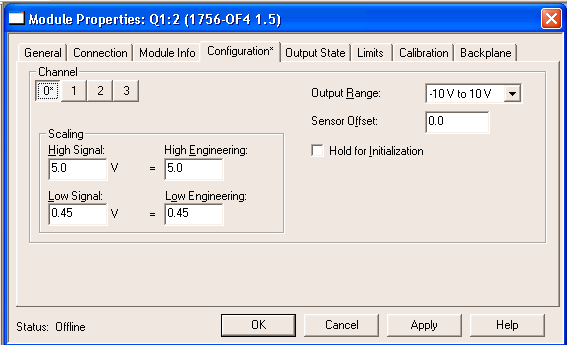 Module Properties: Q1:2 (1756-OF4 1.5)
General Connection Module Info Configuration* Output State Limits Calibration Backplane
Channel
0* 1 2 3
Output Range: -10 V to 10 V
Sensor Offset: 0.0
Hold for Initialization
Scaling
High Signal: High Engineering:
5.0 V = 5.0
Low Signal: Low Engineering:
0.45 V = 0.45
Status: Offline OK Cancel Apply Help